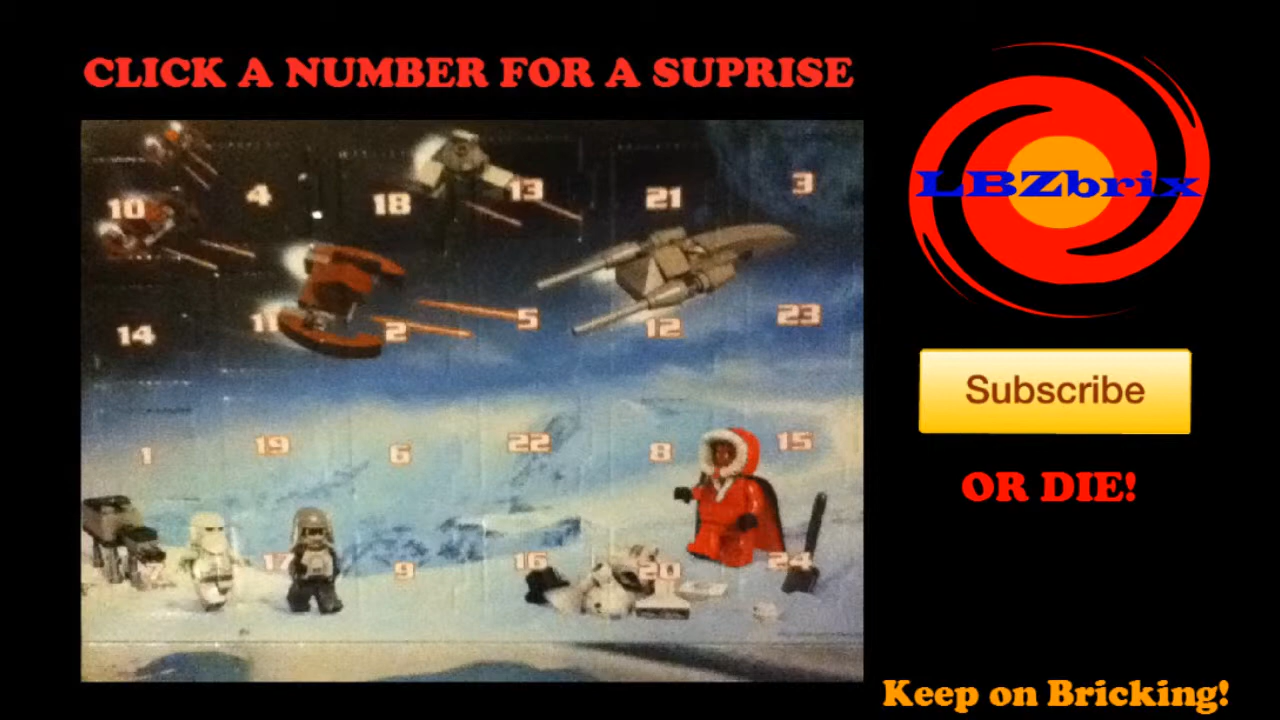 CLICK A NUMBER FOR A SUPRISE
LBZbrix
10 4 18 13 21 3
14 11 2 5 12 23
1 19 6 22 8 15
17 9 16 20 24
Subscribe
OR DIE!
Keep on Bricking!